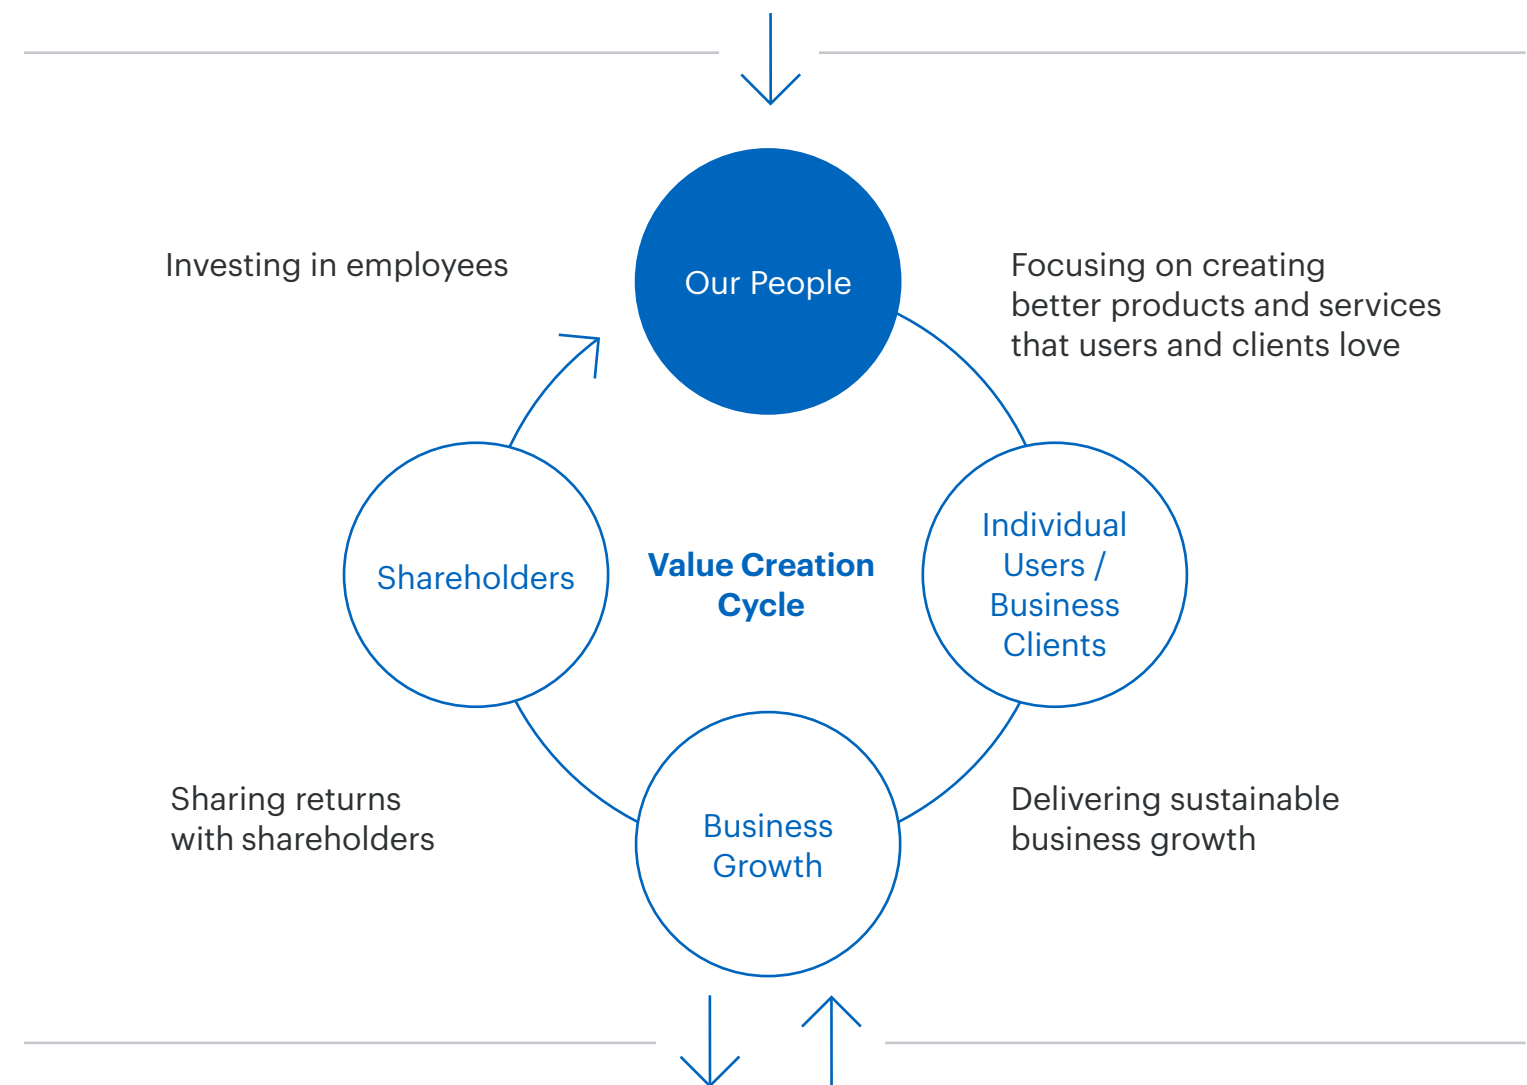 Our People
Investing in employees
Focusing on creating
better products and services
that users and clients love
Individual
Users /
Business
Clients
Shareholders
Value Creation
Cycle
Sharing returns
with shareholders
Business
Growth
Delivering sustainable
business growth